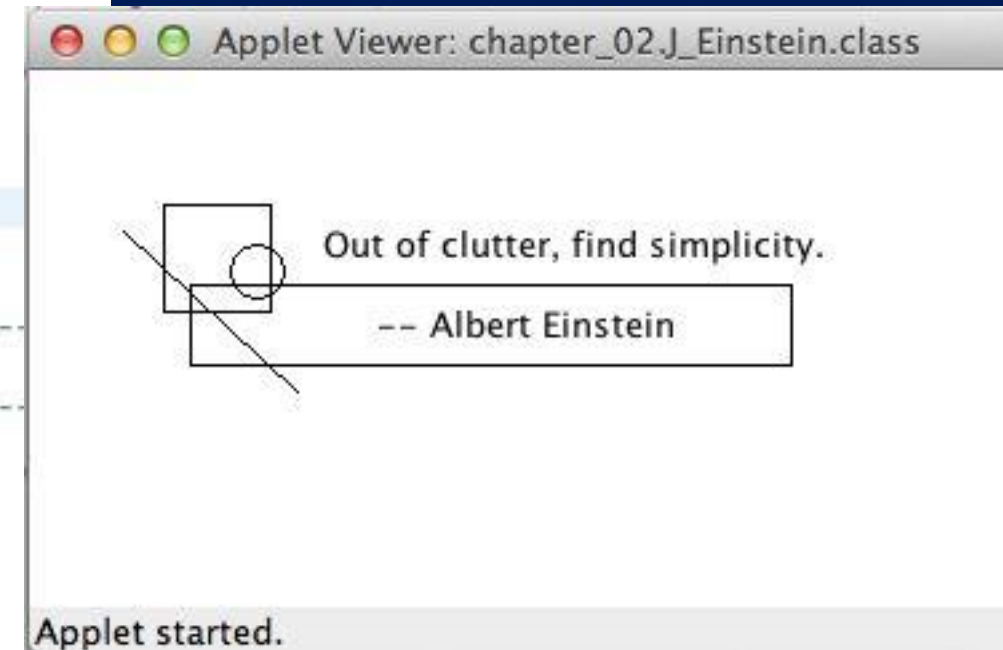 Applet Viewer: chapter_02.J_Einstein.class
Out of clutter, find simplicity.
-- Albert Einstein
Applet started.